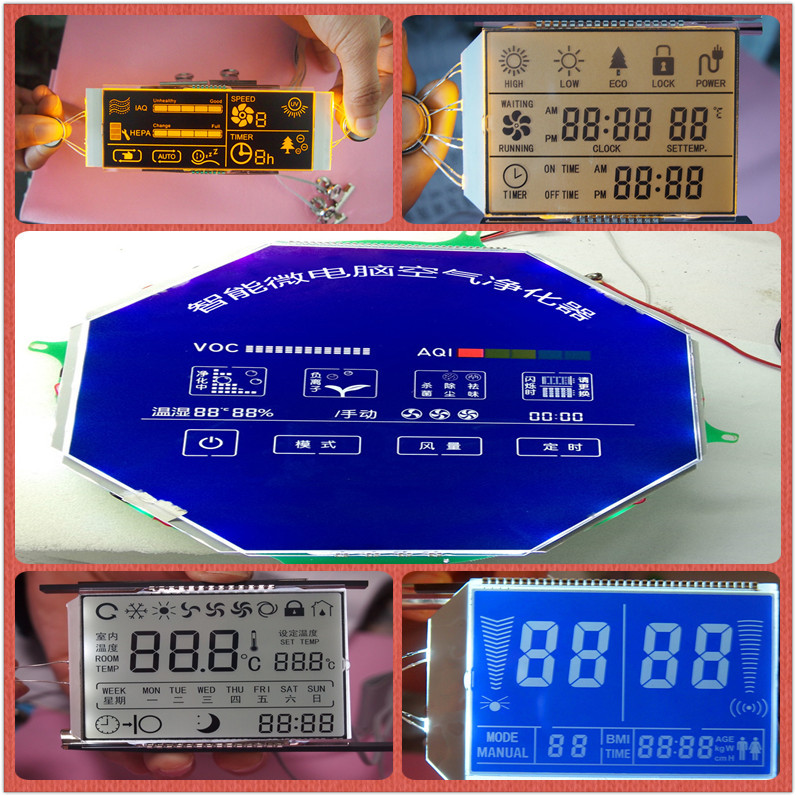 Unhealthy Good
IAQ
SPEED
UV
8
Change Full
HEPA
TIMER
AUTO
zzZ
8h
HIGH LOW ECO LOCK POWER
WAITING
AM
88:88 88 °C
PM
RUNNING CLOCK SETTEMP.
ON TIME AM
TIMER OFF TIME PM 88:88
智能微电脑空气净化器
VOC AQI
净化中 负离子 杀菌 除尘 祛味 闪烁时 请更换
温湿 88°C 88% /手动 00:00
模式 风量 定时
室内
温度
ROOM
TEMP
88.8°C
设定温度
SET TEMP
88.8°C
WEEK MON TUE WED THU FRI SAT SUN
星期 一 二 三 四 五 六 日
88:88
88 88
MODE
MANUAL
88
BMI
TIME
88:88
AGE
kgW
cmH